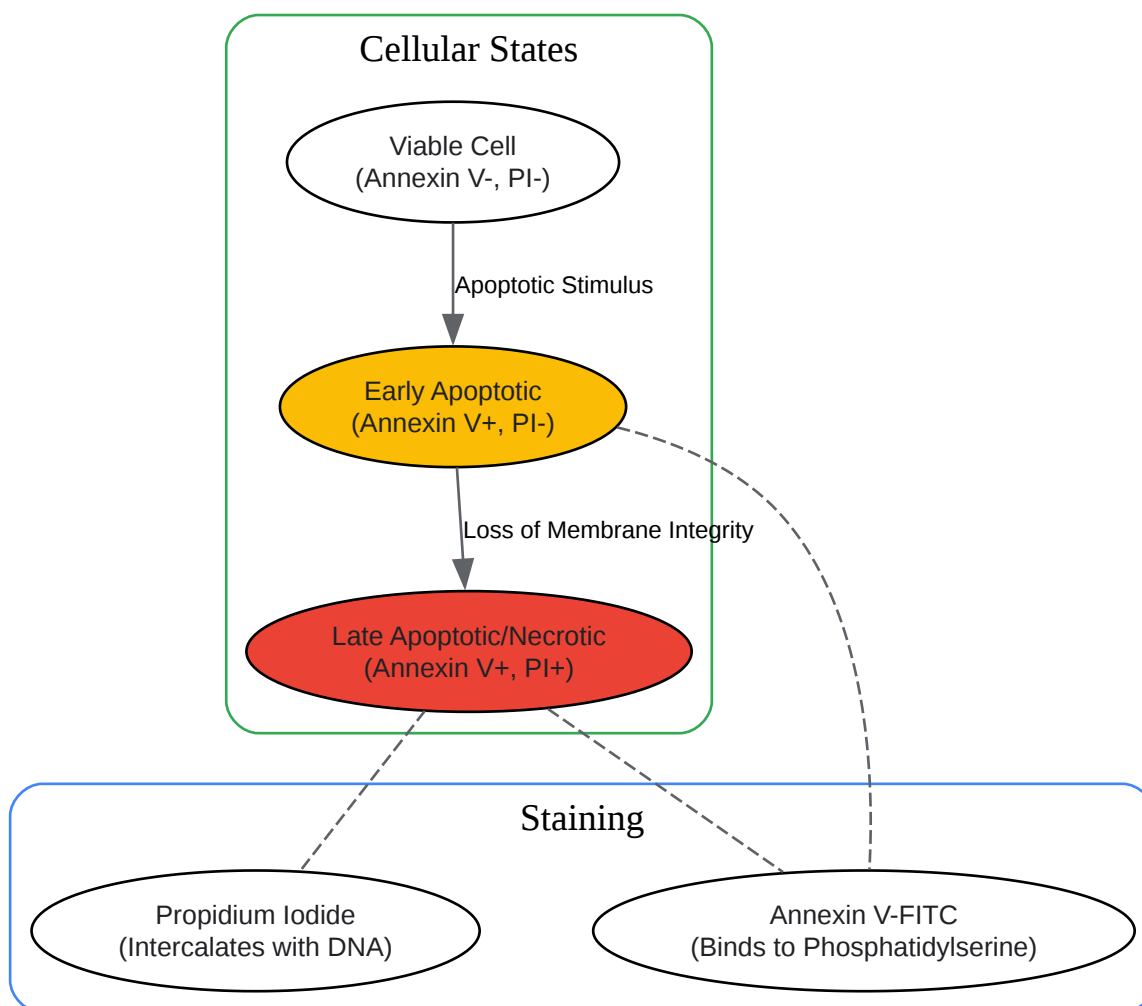 Cellular States
Viable Cell
(Annexin V-, PI-)
Apoptotic Stimulus
Early Apoptotic
(Annexin V+, PI-)
Loss of Membrane Integrity
Late Apoptotic/Necrotic
(Annexin V+, PI+)
Staining
Propidium Iodide
(Intercalates with DNA)
Annexin V-FITC
(Binds to Phosphatidylserine)